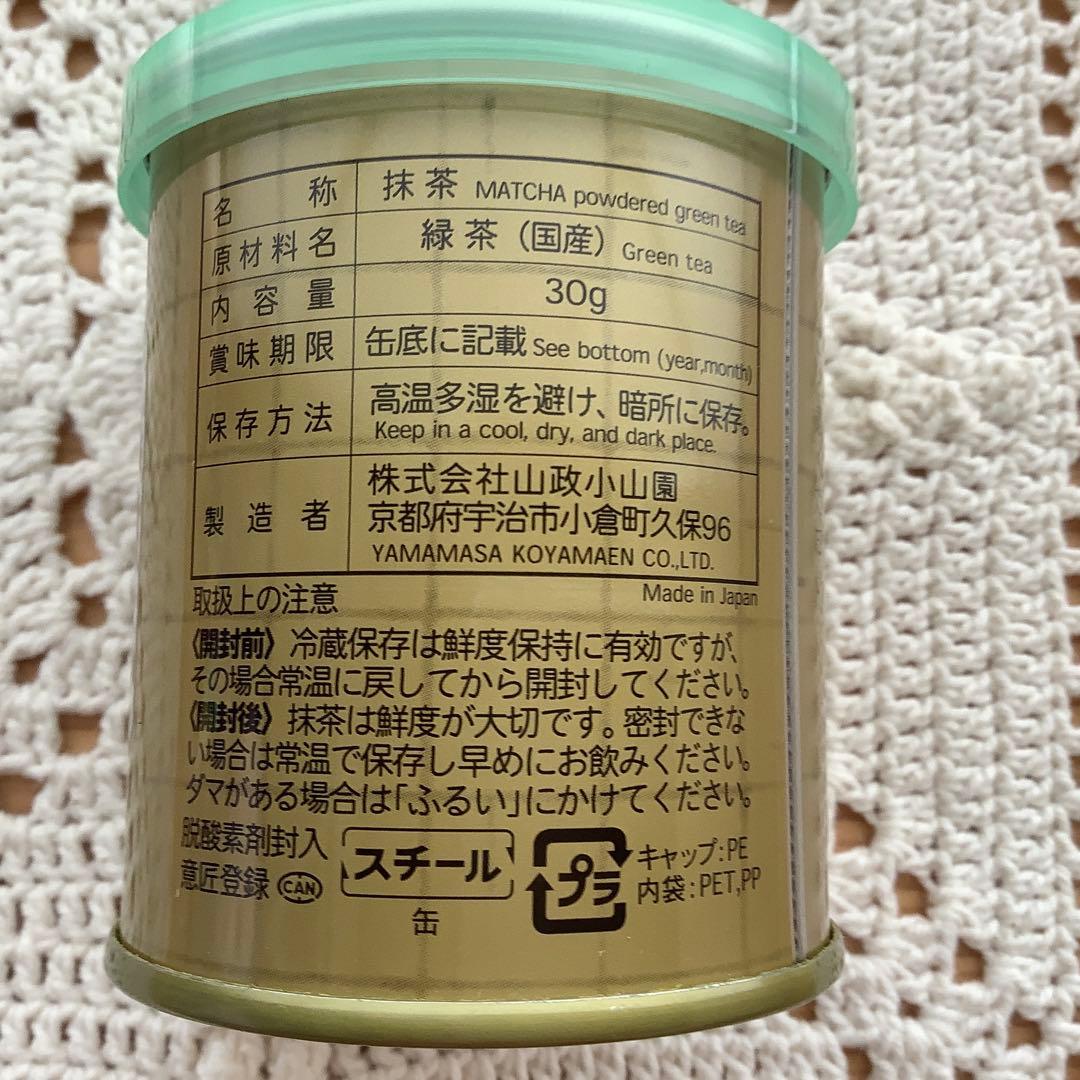 名称 抹茶 MATCHA powdered green tea
原材料名 緑茶（国産） Green tea
内容量 30g
賞味期限 缶底に記載 See bottom (year,month)
保存方法 高温多湿を避け、暗所に保存。
Keep in a cool, dry, and dark place.
製造者 株式会社山政小山園
京都府宇治市小倉町久保96
YAMAMASA KOYAMAEN CO.,LTD.
取扱上の注意 Made in Japan
〈開封前〉冷蔵保存は鮮度保持に有効ですが、
その場合常温に戻してから開封してください。
〈開封後〉抹茶は鮮度が大切です。密封できな
い場合は常温で保存し早めにお飲みください。
ダマがある場合は「ふるい」にかけてください。
脱酸素剤封入
意匠登録 CAN
スチール
缶
プラ
キャップ:PE
内袋:PET,PP